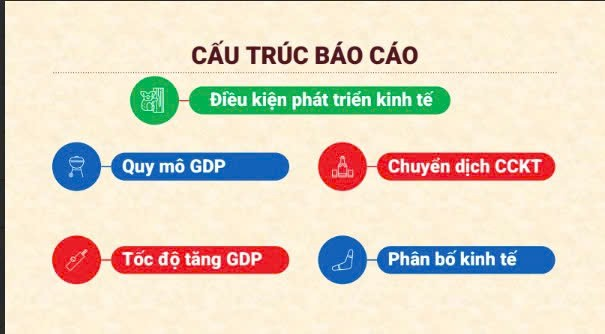 CẤU TRÚC BÁO CÁO
Điều kiện phát triển kinh tế
Quy mô GDP
Chuyển dịch CCKT
Tốc độ tăng GDP
Phân bố kinh tế